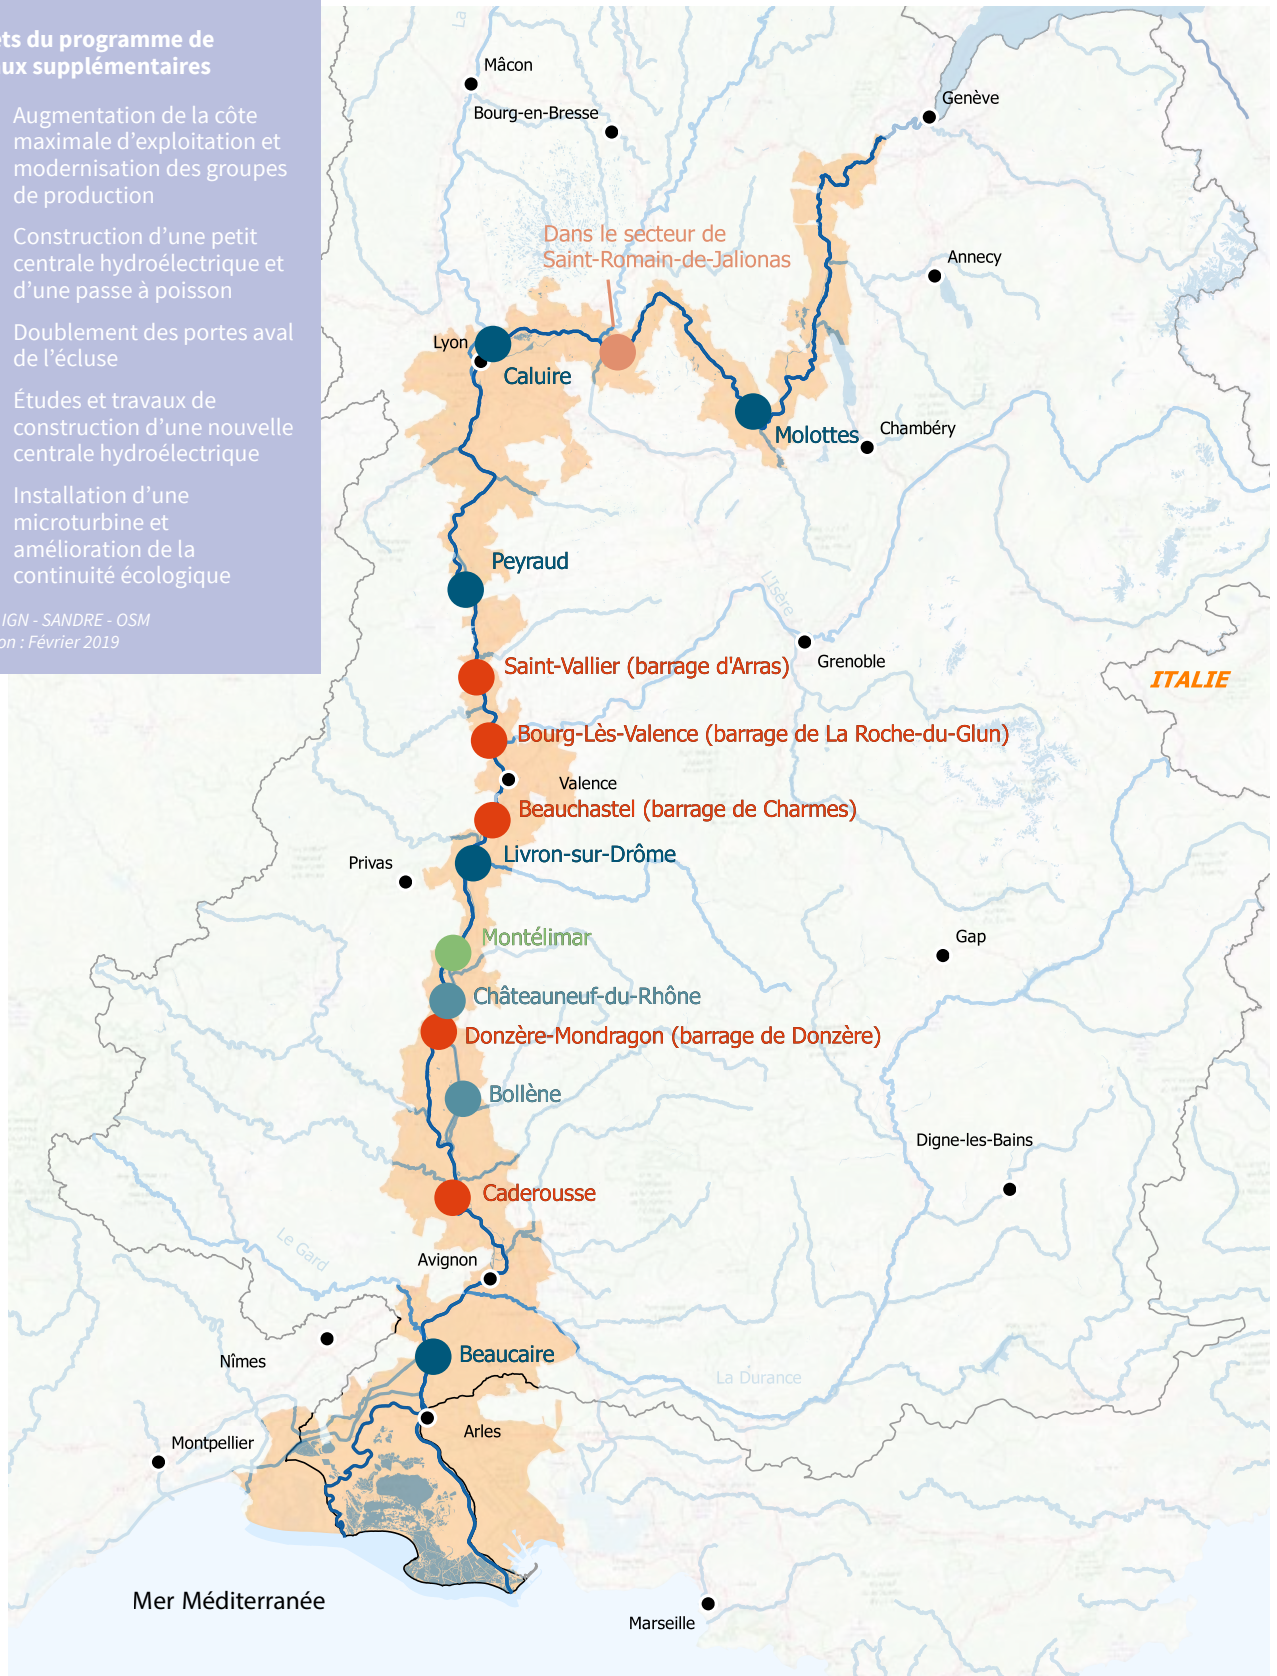 ets du programme de
aux supplémentaires
Augmentation de la côte
maximale d'exploitation et
modernisation des groupes
de production
Construction d'une petit
centrale hydroélectrique et
d'une passe à poisson
Doublement des portes aval
de l'écluse
Études et travaux de
construction d'une nouvelle
centrale hydroélectrique
Installation d'une
microturbine et
amélioration de la
continuité écologique
IGN - SANDRE - OSM
on : Février 2019
La
Mâcon
Bourg-en-Bresse
Genève
Dans le secteur de
Saint-Romain-de-Jalionas
Annecy
Lyon
Caluire
Molottes
Chambéry
Peyraud
L'Isère
Grenoble
Saint-Vallier (barrage d'Arras)
ITALIE
Bourg-Lès-Valence (barrage de La Roche-du-Glun)
Valence
Beauchastel (barrage de Charmes)
Livron-sur-Drôme
Privas
Montélimar
Gap
Châteauneuf-du-Rhône
Donzère-Mondragon (barrage de Donzère)
Bollène
Digne-les-Bains
Caderousse
Le Gard
Avignon
Nîmes
Beaucaire
La Durance
Arles
Montpellier
Mer Méditerranée
Marseille